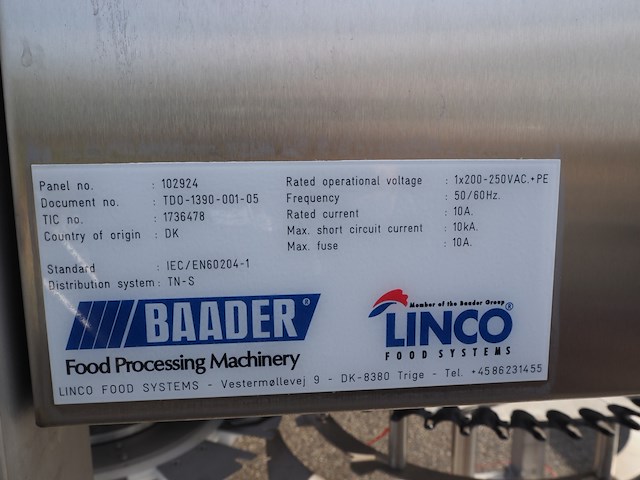 Panel no. : 102924
Document no. : TDO-1390-001-05
TIC no. : 1736478
Country of origin : DK
Standard : IEC/EN60204-1
Distribution system : TN-S
Rated operational voltage : 1x200-250VAC.+PE
Frequency : 50/60Hz.
Rated current : 10A.
Max. short circuit current : 10kA.
Max. fuse : 10A.
BAADER®
Food Processing Machinery
Member of the Baader Group
LINCO®
FOOD SYSTEMS
LINCO FOOD SYSTEMS - Vestermøllevej 9 - DK-8380 Trige - Tel. +4586231455